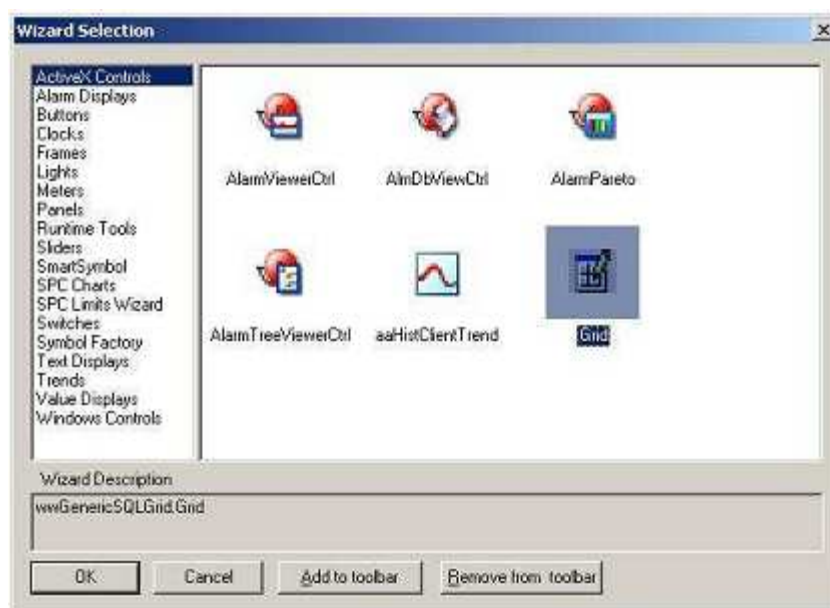 Wizard Selection
ActiveX Controls
Alarm Displays
Buttons
Clocks
Frames
Lights
Meters
Panels
Runtime Tools
Sliders
SmartSymbol
SPC Charts
SPC Limits Wizard
Switches
Symbol Factory
Text Displays
Trends
Value Displays
Windows Controls
AlarmViewerCtrl
AlmDbViewCtrl
AlarmPareto
AlarmTreeViewerCtrl
aaHistClientTrend
Grid
Wizard Description
wwGenericSQLGrid.Grid
OK
Cancel
Add to toolbar
Remove from toolbar